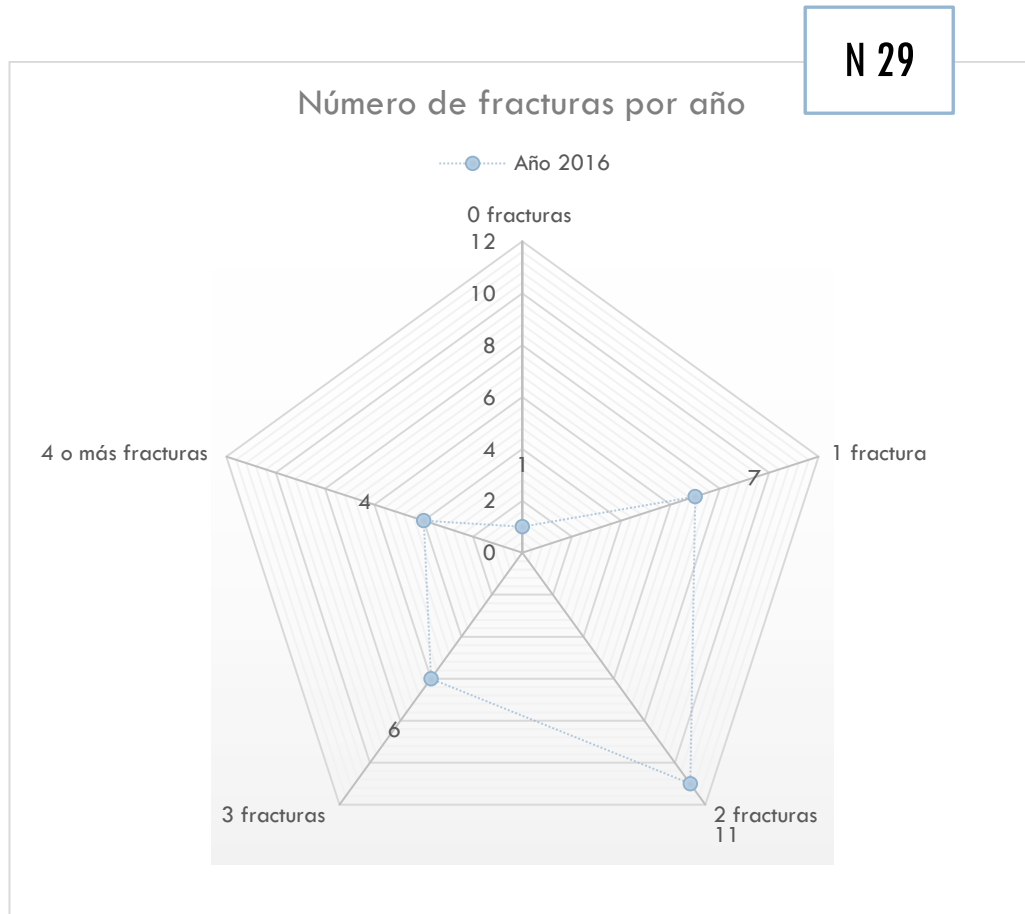 N 29
Número de fracturas por año
Año 2016
0 fracturas
12
10
8
6
4
1
2
0
4 o más fracturas
4
7
1 fractura
6
3 fracturas
2 fracturas
11